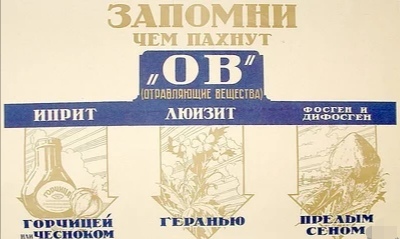 ЗАПОМНИ
ЧЕМ ПАХНУТ
„ОВ"
(ОТРАВЛЯЮЩИЕ ВЕЩЕСТВА)
ИПРИТ
ЛЮИЗИТ
ФОСГЕН И
ДИФОСГЕН
ГОРЧИЦЕЙ
ИЛИ ЧЕСНОКОМ
ГЕРАНЬЮ
ПРЕЛЫМ
СЕНОМ